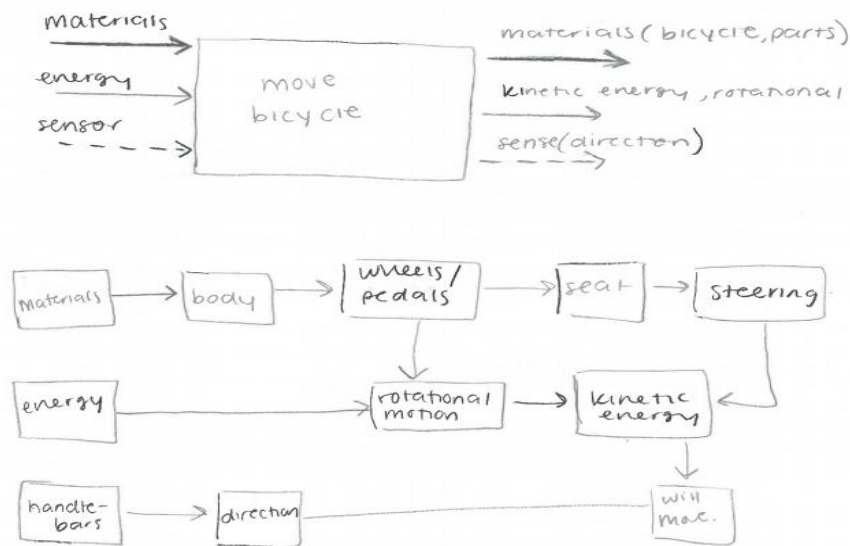 materials
energy
sensor
move
bicycle
materials (bicycle, parts)
kinetic energy, rotational
sense (direction)
materials
body
wheels/
pedals
seat
steering
energy
rotational
motion
kinetic
energy
handle-
bars
direction
will